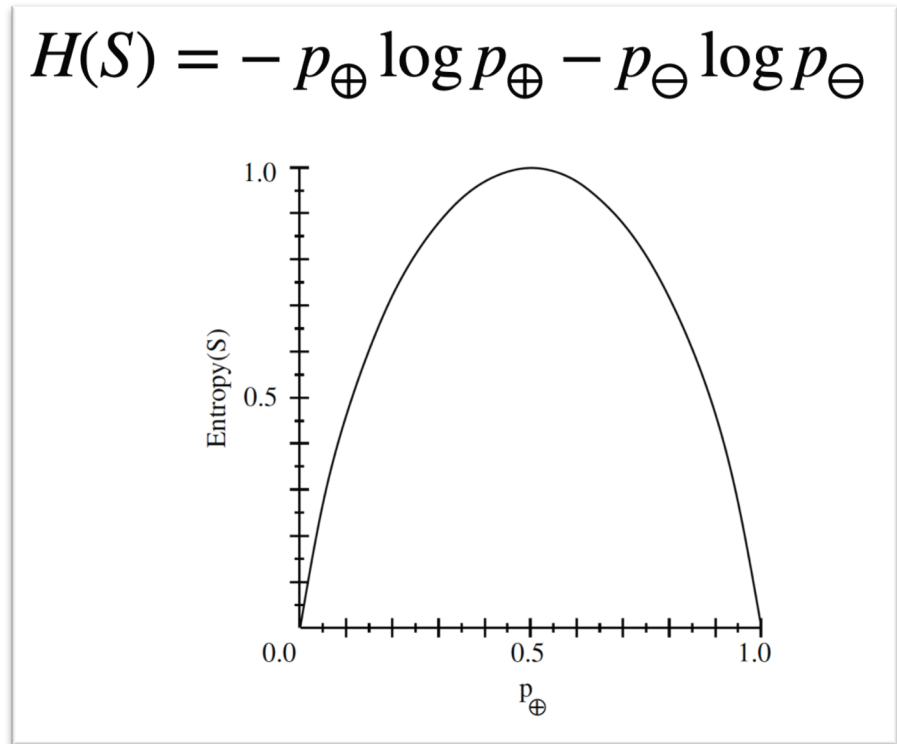 H(S) = − p⊕ log p⊕ − p⊖ log p⊖
1.0
Entropy(S)
0.5
0.0 0.5 1.0
p⊕